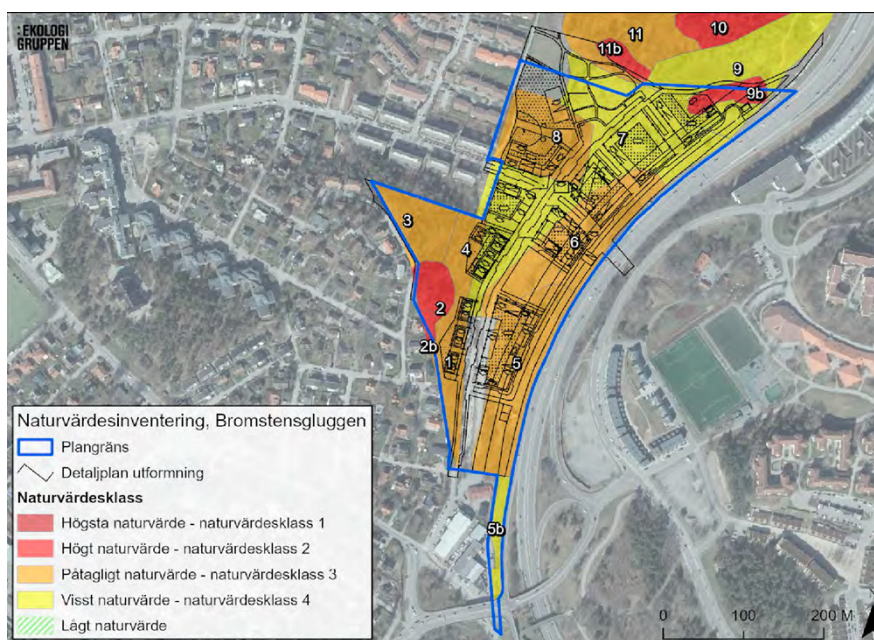 :EKOLOGI
GRUPPEN
10
11
11b
9
9b
7
8
3
4
6
2
2b
1
5
5b
Naturvärdesinventering, Bromstensgluggen
Plangräns
Detaljplan utformning
Naturvärdesklass
Högsta naturvärde - naturvärdesklass 1
Högt naturvärde - naturvärdesklass 2
Påtagligt naturvärde - naturvärdesklass 3
Visst naturvärde - naturvärdesklass 4
Lågt naturvärde
0 100 200 M